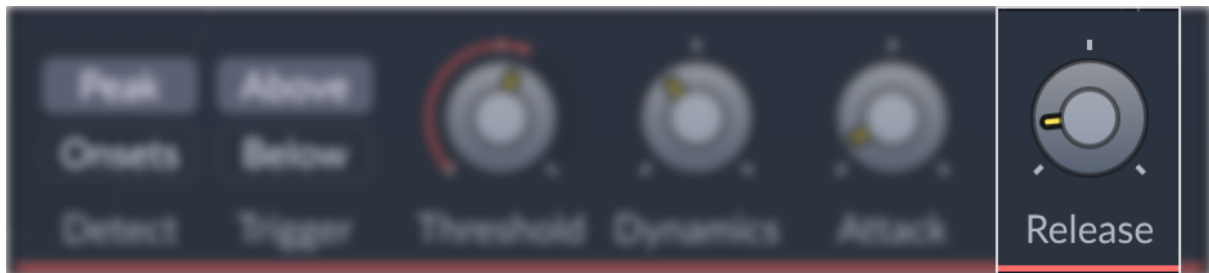 Peak Above
Onsets Below
Detect Trigger Threshold Dynamics Attack Release